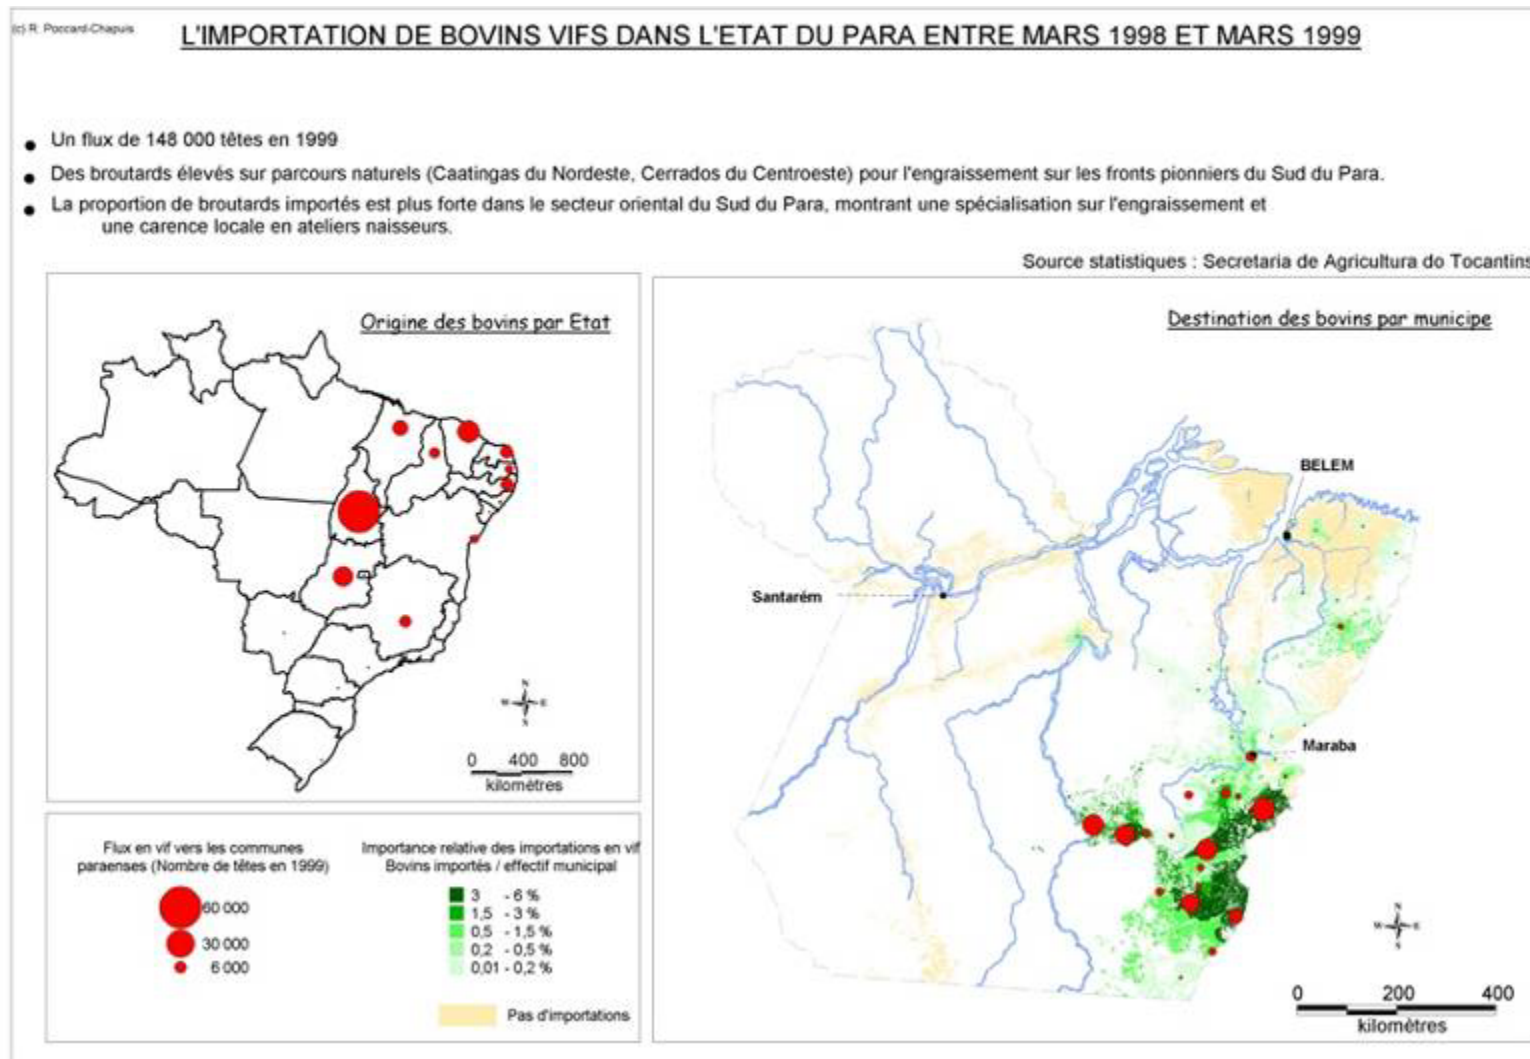 (c) R. Poccard-Chapuis
L'IMPORTATION DE BOVINS VIFS DANS L'ETAT DU PARA ENTRE MARS 1998 ET MARS 1999
● Un flux de 148 000 têtes en 1999
● Des broutards élevés sur parcours naturels (Caatingas du Nordeste, Cerrados du Centroeste) pour l'engraissement sur les fronts pionniers du Sud du Para.
● La proportion de broutards importés est plus forte dans le secteur oriental du Sud du Para, montrant une spécialisation sur l'engraissement et
une carence locale en ateliers naisseurs.
Source statistiques : Secretaria de Agricultura do Tocantins
Origine des bovins par Etat
N
W E
S
0 400 800
kilomètres
Destination des bovins par municipe
BELEM
Santarém
Maraba
N
W E
S
0 200 400
kilomètres
Flux en vif vers les communes
paraenses (Nombre de têtes en 1999)
60 000
30 000
6 000
Importance relative des importations en vif
Bovins importés / effectif municipal
3 - 6 %
1,5 - 3 %
0,5 - 1,5 %
0,2 - 0,5 %
0,01 - 0,2 %
Pas d'importations